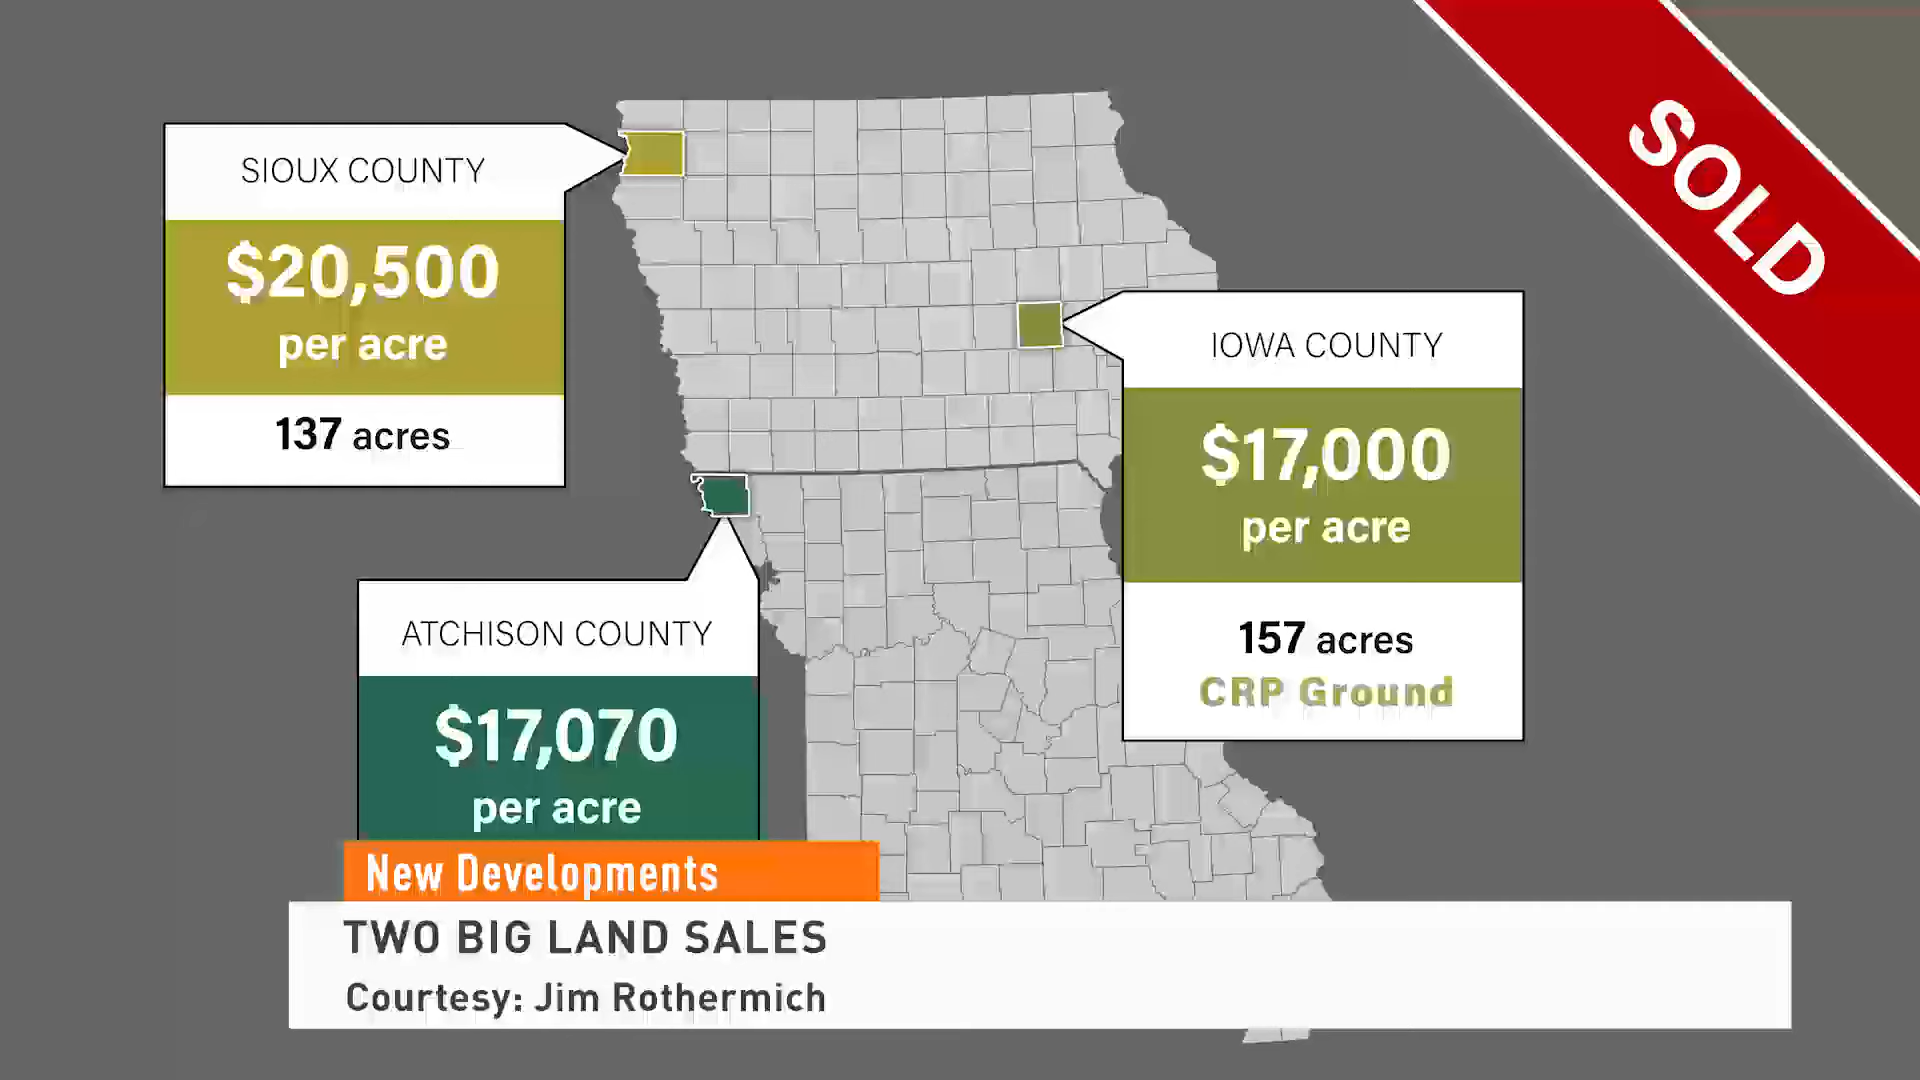 SOLD
SIOUX COUNTY
$20,500
per acre
137 acres
IOWA COUNTY
$17,000
per acre
157 acres
CRP Ground
ATCHISON COUNTY
$17,070
per acre
New Developments
TWO BIG LAND SALES
Courtesy: Jim Rothermich